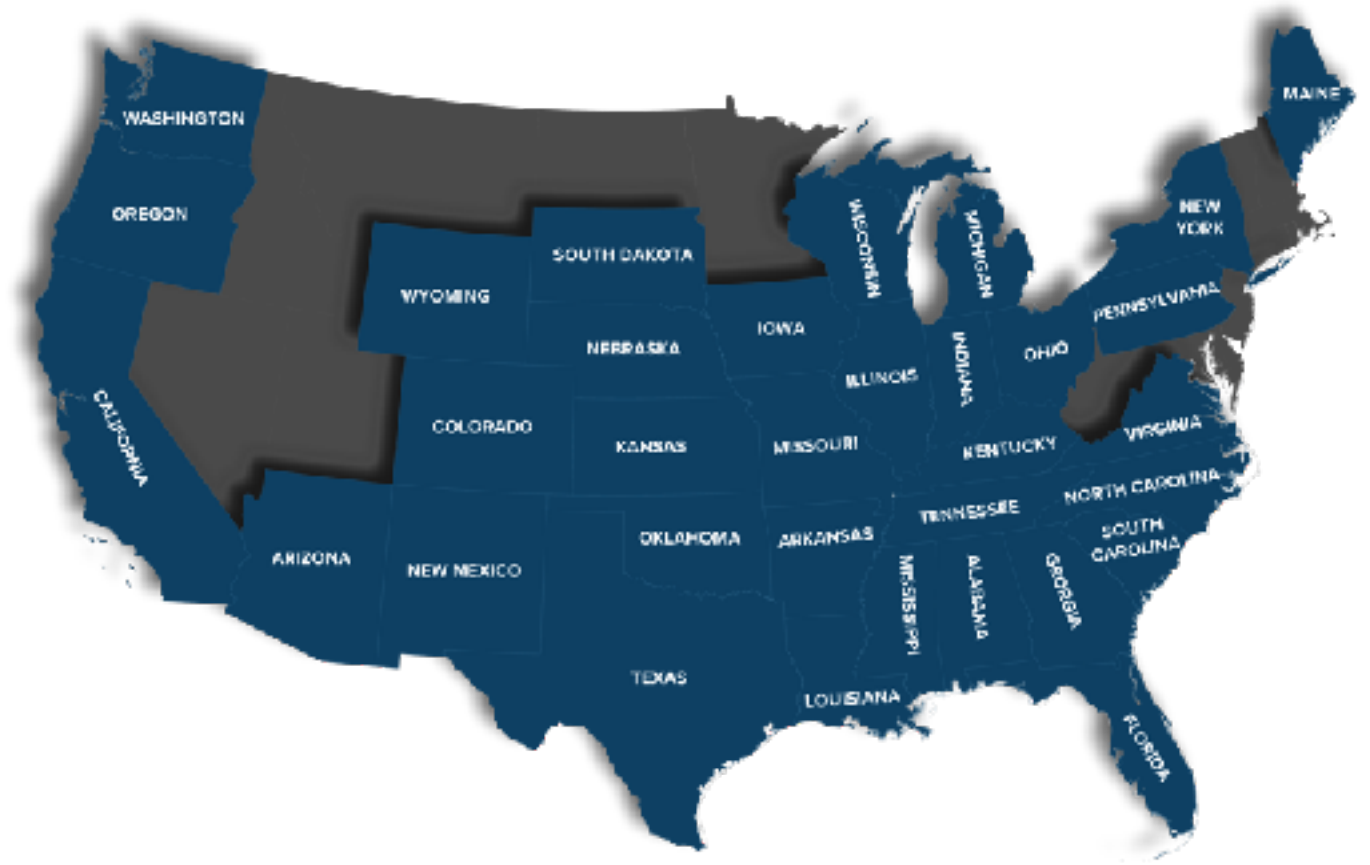 MAINE
WASHINGTON
OREGON
NEW
YORK
WISCONSIN
MICHIGAN
SOUTH DAKOTA
WYOMING
PENNSYLVANIA
IOWA
NEBRASKA
OHIO
INDIANA
ILLINOIS
CALIFORNIA
COLORADO
KANSAS
MISSOURI
KENTUCKY
VIRGINIA
NORTH CAROLINA
TENNESSEE
SOUTH
CAROLINA
OKLAHOMA
ARKANSAS
ARIZONA
NEW MEXICO
MISSISSIPPI
ALABAMA
GEORGIA
TEXAS
LOUISIANA
FLORIDA